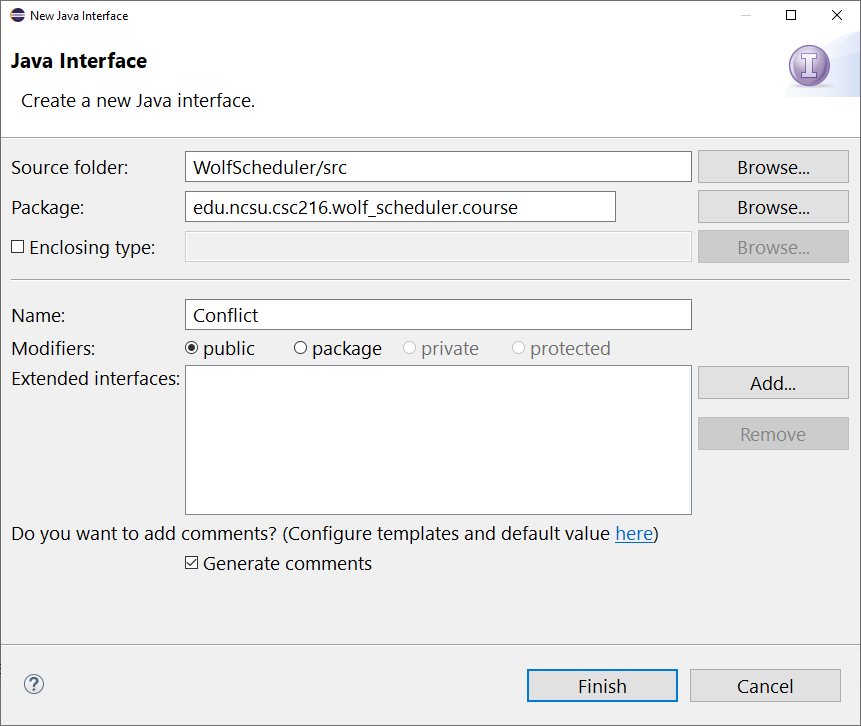 New Java Interface
Java Interface
Create a new Java interface.
Source folder: WolfScheduler/src Browse...
Package: edu.ncsu.csc216.wolf_scheduler.course Browse...
Enclosing type: Browse...
Name: Conflict
Modifiers: public package private protected
Extended interfaces: Add...
Remove
Do you want to add comments? (Configure templates and default value here)
Generate comments
Finish Cancel